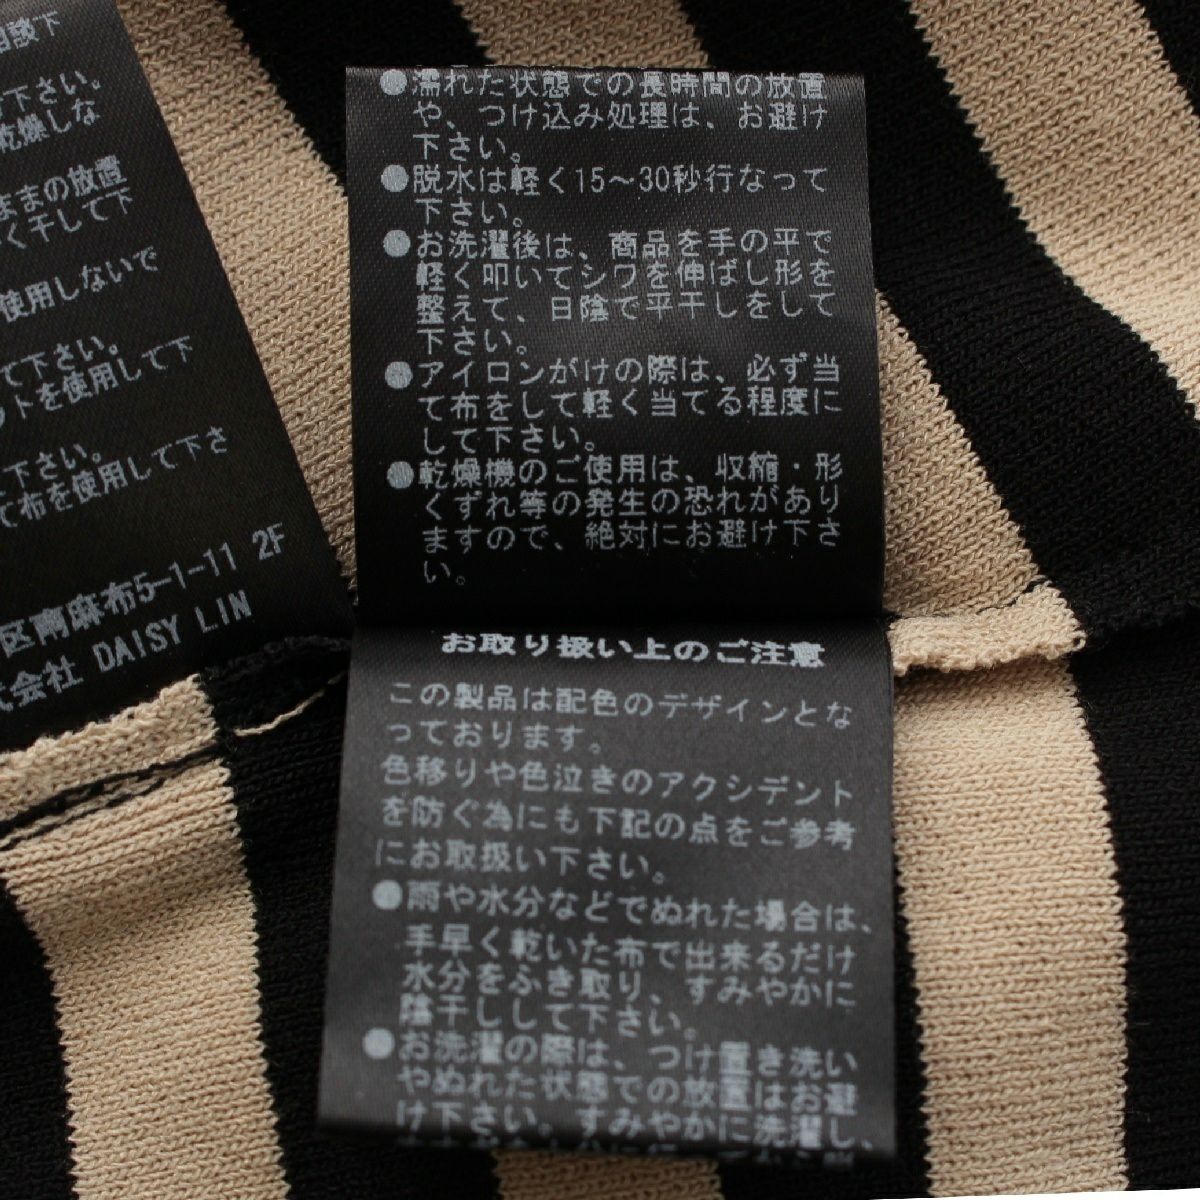 相談下
下さい。
乾燥しな
ままの放置
く干して下
使用しないで
て下さい。
ットを使用して下
下さい。
て布を使用して下さ
区南麻布5-1-11 2F
式会社 DAISY LIN
●濡れた状態での長時間の放置
や、つけ込み処理は、お避け
下さい。
●脱水は軽く15～30秒行なって
下さい。
●お洗濯後は、商品を手の平で
軽く叩いてシワを伸ばし形を
整えて、日陰で平干しをして
下さい。
●アイロンがけの際は、必ず当
て布をして軽く当てる程度に
して下さい。
●乾燥機のご使用は、収縮・形
くずれ等の発生の恐れがあり
ますので、絶対にお避け下さ
い。
お取り扱い上のご注意
この製品は配色のデザインとな
っております。
色移りや色泣きのアクシデント
を防ぐ為にも下記の点をご参考
にお取扱い下さい。
●雨や水分などでぬれた場合は、
手早く乾いた布で出来るだけ
水分をふき取り、すみやかに
陰干しして下さい。
●お洗濯の際は、つけ置き洗い
やぬれた状態での放置はお避
け下さい。すみやかに洗濯し、